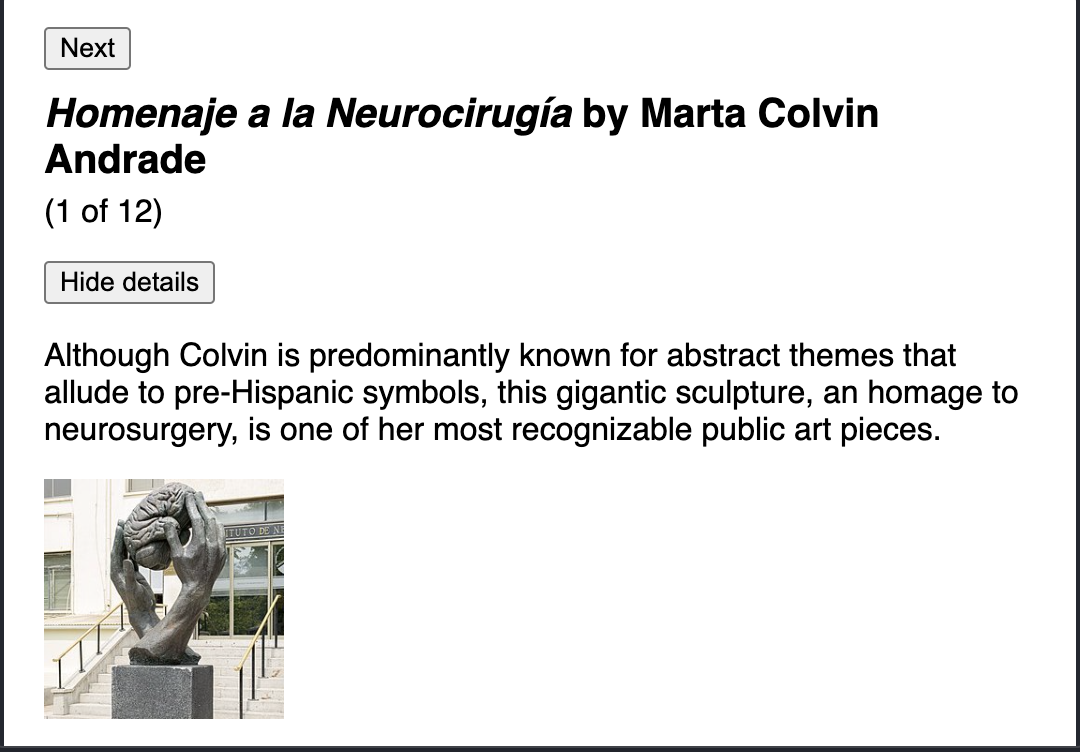 Next
Homenaje a la Neurocirugía by Marta Colvin
Andrade
(1 of 12)
Hide details
Although Colvin is predominantly known for abstract themes that
allude to pre-Hispanic symbols, this gigantic sculpture, an homage to
neurosurgery, is one of her most recognizable public art pieces.
TUTO DE NE